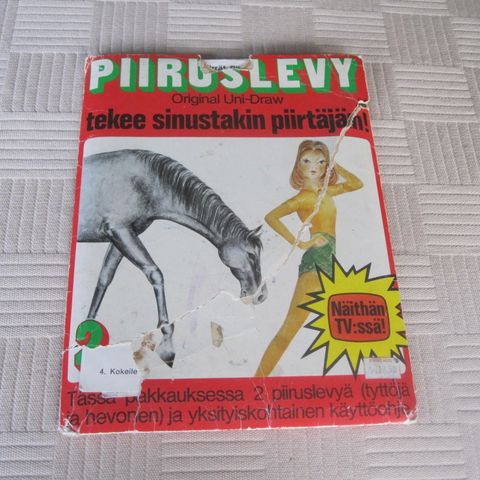 PIIRUSLEVY
Original Uni-Draw
tekee sinustakin piirtäjän!
Näithän
TV:ssä!
2
4. Kokeile
Tässä pakkauksessa 2 piiruslevyä (tyttöjä
ja hevonen) ja yksityiskohtainen käyttöohje